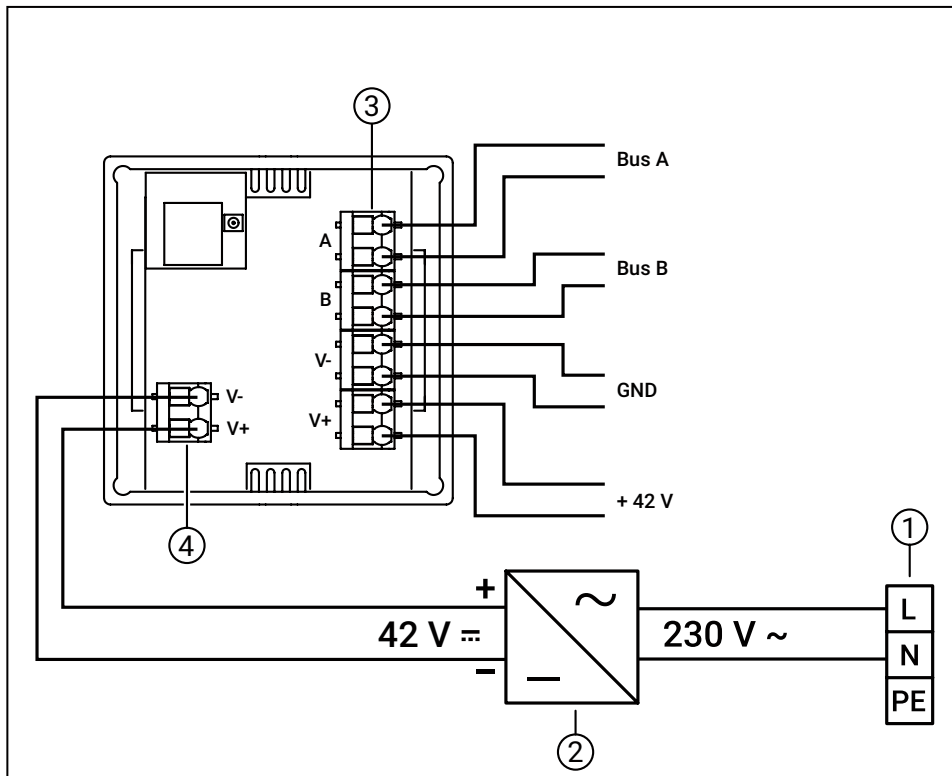 3
Bus A
A
Bus B
B
V-
GND
V-
V+
V+
+ 42 V
4
1
+
L
42 V ⎓
230 V ~
N
−
PE
2